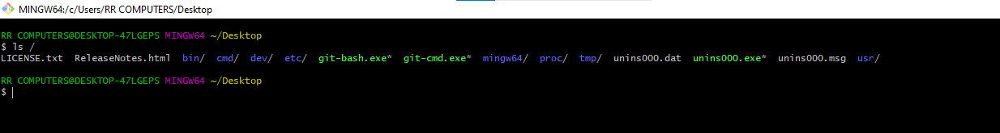 MINGW64:/c/Users/RR COMPUTERS/Desktop
RR COMPUTERS@DESKTOP-47LGEPS MINGW64 ~/Desktop
$ ls /
LICENSE.txt  ReleaseNotes.html  bin/  cmd/  dev/  etc/  git-bash.exe*  git-cmd.exe*  mingw64/  proc/  tmp/  unins000.dat  unins000.exe*  unins000.msg  usr/
RR COMPUTERS@DESKTOP-47LGEPS MINGW64 ~/Desktop
$